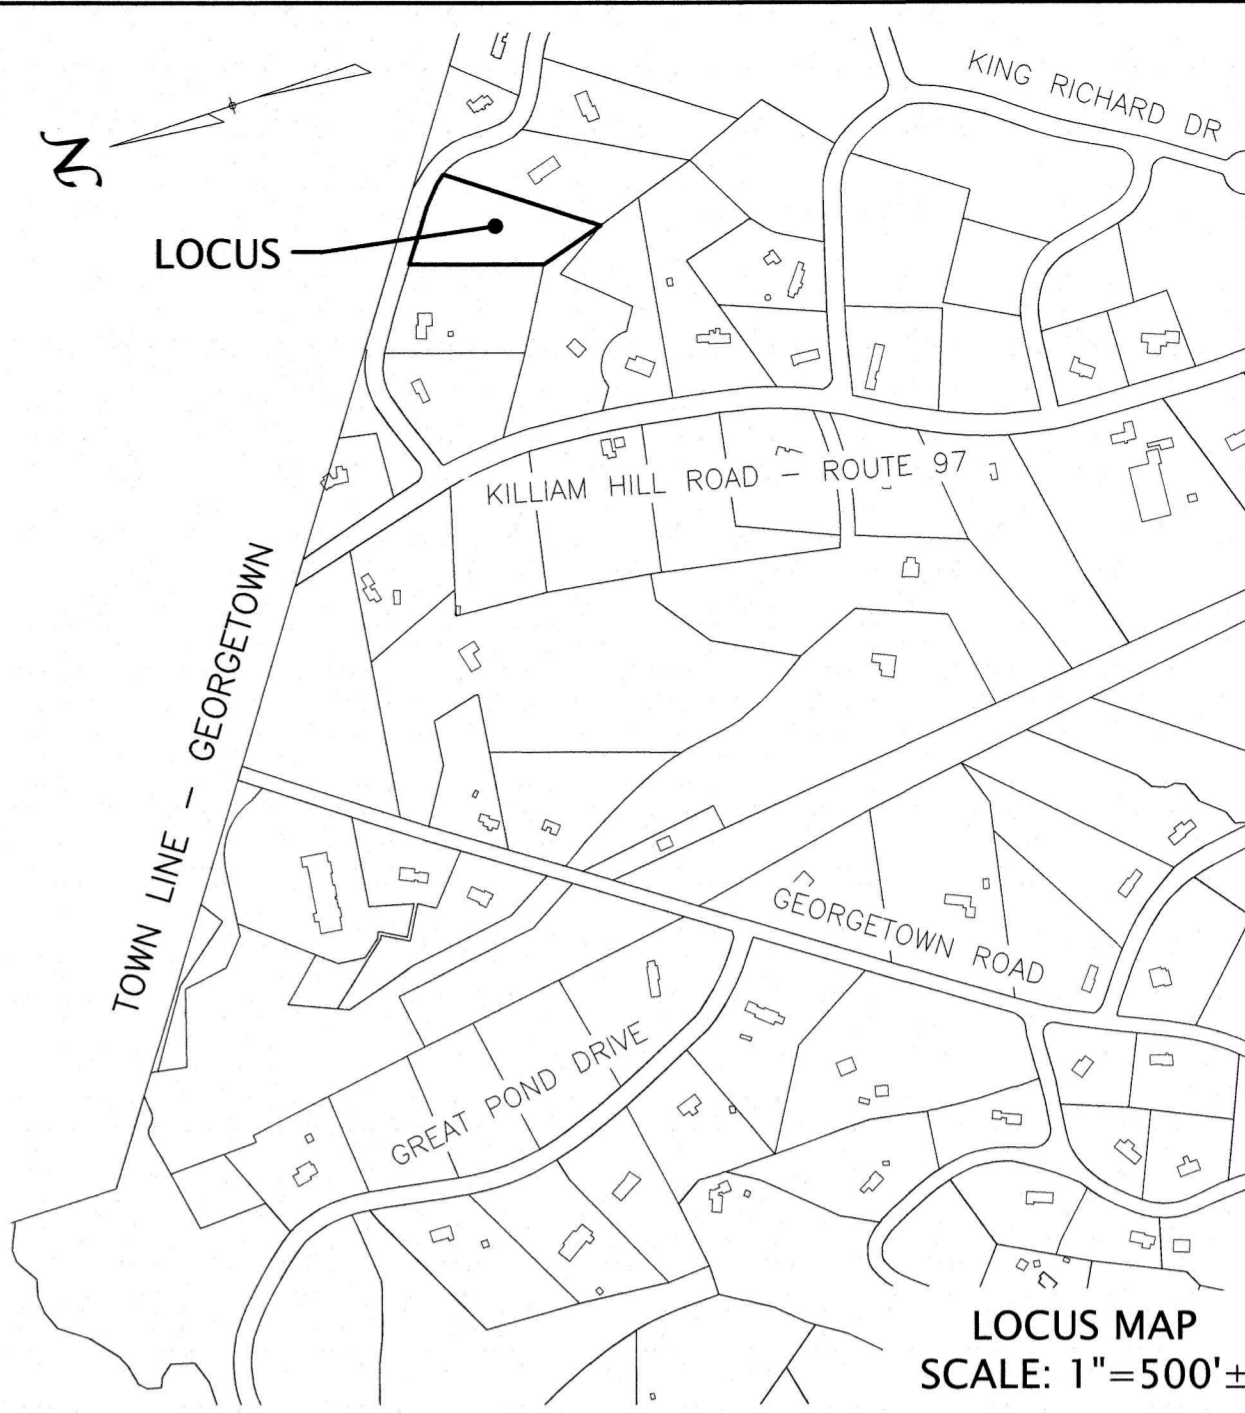 N
KING RICHARD DR
LOCUS
KILLIAM HILL ROAD - ROUTE 97
TOWN LINE - GEORGETOWN
GEORGETOWN ROAD
GREAT POND DRIVE
LOCUS MAP
SCALE: 1"=500'±